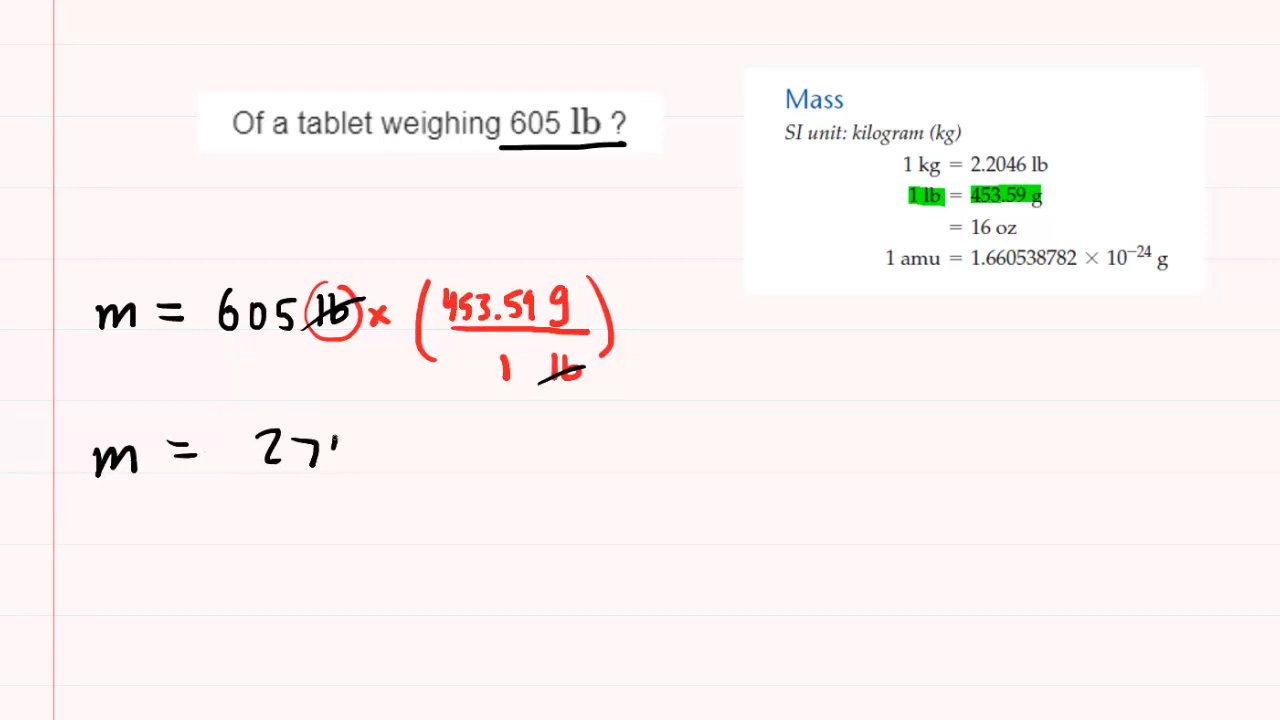 Of a tablet weighing 605 lb ?
Mass
SI unit: kilogram (kg)
1 kg = 2.2046 lb
1 lb = 453.59 g
= 16 oz
1 amu = 1.660538782 × 10⁻²⁴ g
m = 605 lb × (453.59 g / 1 lb)
m = 27